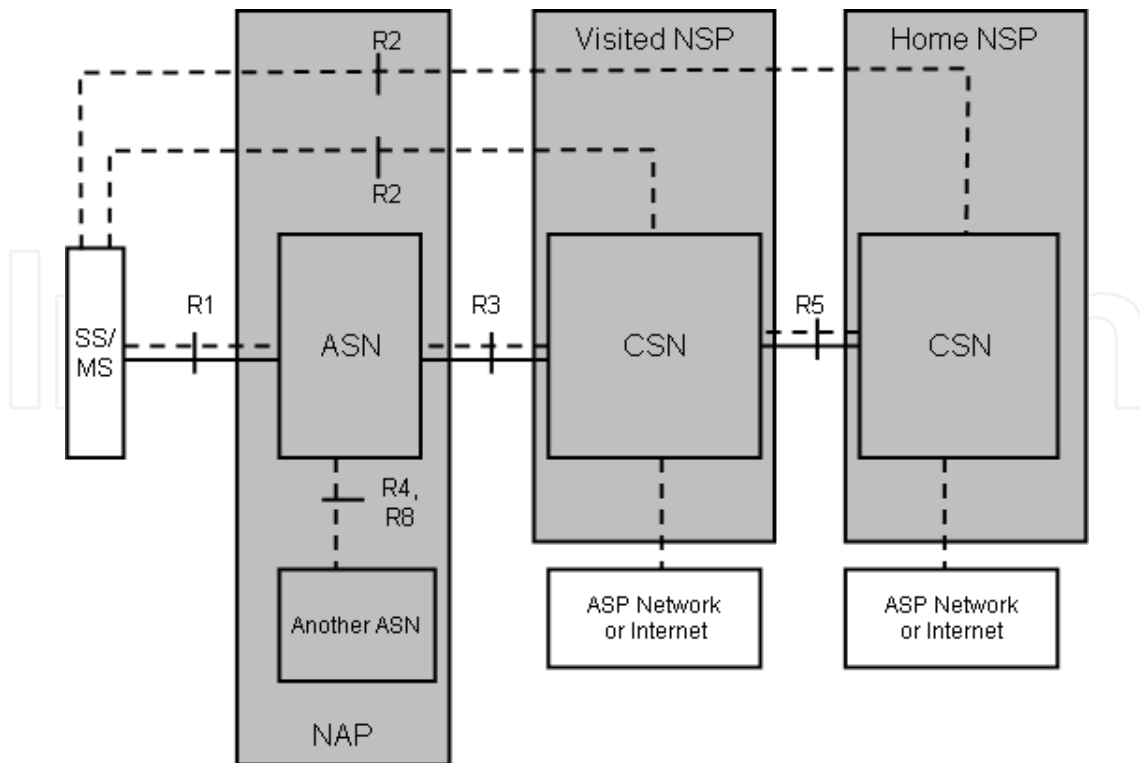 R2
Visited NSP
Home NSP
R2
R1
R3
R5
SS/
MS
ASN
CSN
CSN
R4,
R8
Another ASN
ASP Network
or Internet
ASP Network
or Internet
NAP